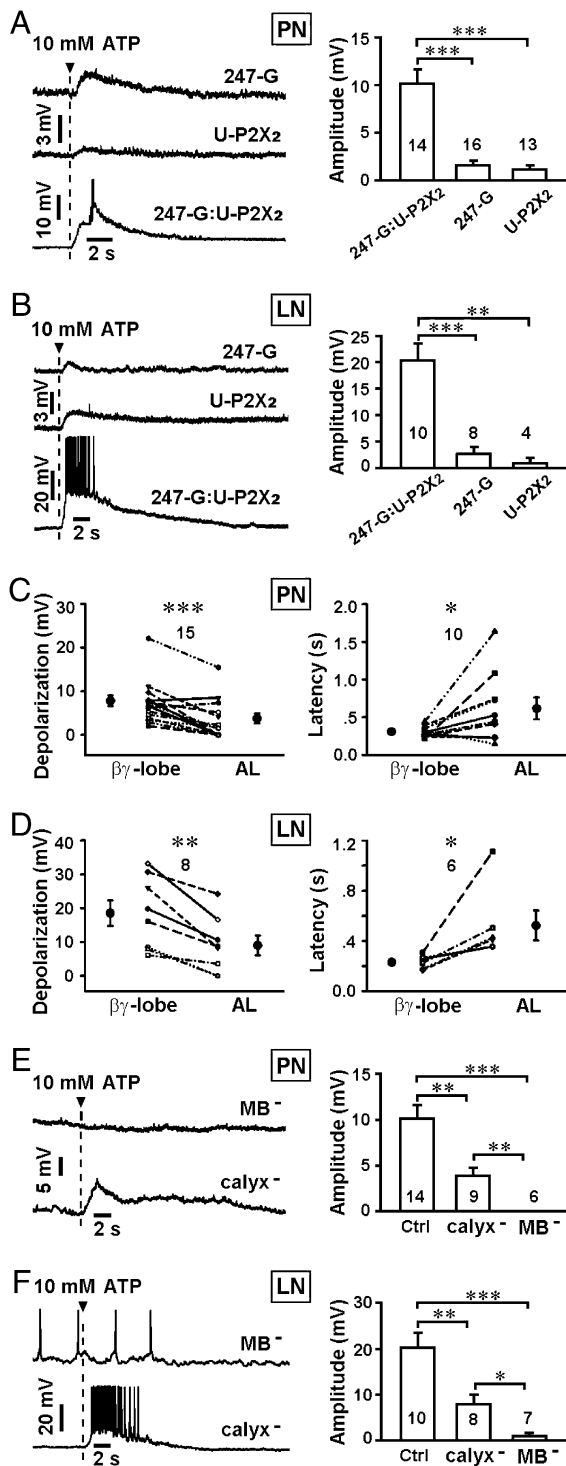 A
PN
10 mM ATP
247-G
3 mV
U-P2X₂
10 mV
247-G:U-P2X₂
2 s
Amplitude (mV)
15
10
5
0
***
***
14
16
13
247-G:U-P2X₂
247-G
U-P2X₂
B
LN
10 mM ATP
247-G
3 mV
U-P2X₂
20 mV
247-G:U-P2X₂
2 s
Amplitude (mV)
25
20
15
10
5
0
**
***
10
8
4
247-G:U-P2X₂
247-G
U-P2X₂
C
PN
Depolarization (mV)
30
20
10
0
***
15
βγ-lobe
AL
Latency (s)
2.0
1.5
1.0
.5
.0
*
10
βγ-lobe
AL
D
LN
Depolarization (mV)
40
30
20
10
0
**
8
βγ-lobe
AL
Latency (s)
1.2
.8
.4
0.0
*
6
βγ-lobe
AL
E
PN
10 mM ATP
MB⁻
5 mV
calyx⁻
2 s
Amplitude (mV)
15
10
5
0
***
**
**
14
9
6
Ctrl
calyx⁻
MB⁻
F
LN
10 mM ATP
MB⁻
20 mV
calyx⁻
2 s
Amplitude (mV)
30
20
10
0
***
**
*
10
8
7
Ctrl
calyx⁻
MB⁻